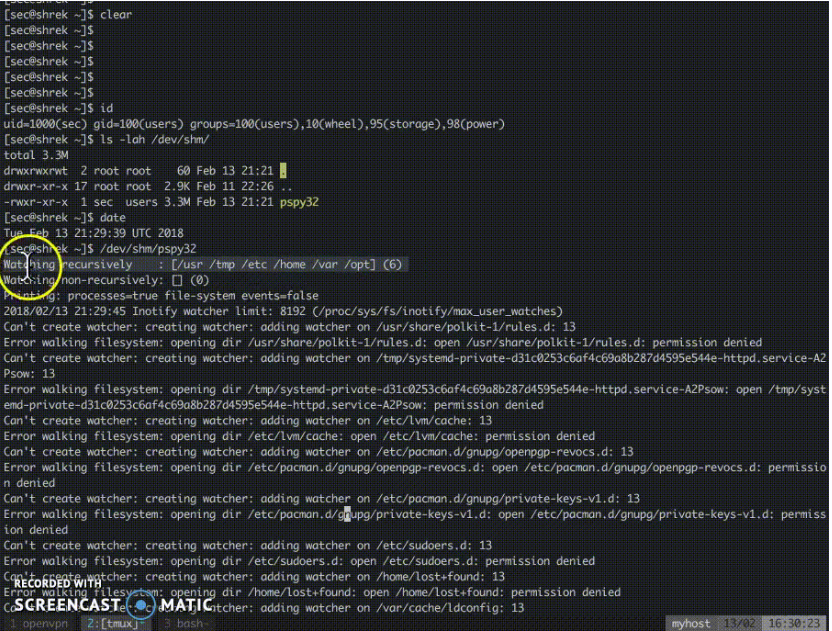 [sec@shrek ~]$ clear
[sec@shrek ~]$
[sec@shrek ~]$
[sec@shrek ~]$
[sec@shrek ~]$
[sec@shrek ~]$
[sec@shrek ~]$ id
uid=1000(sec) gid=100(users) groups=100(users),10(wheel),95(storage),98(power)
[sec@shrek ~]$ ls -lah /dev/shm/
total 3.3M
drwxrwxrwt  2 root root    60 Feb 13 21:21 .
drwxr-xr-x 17 root root  2.9K Feb 11 22:26 ..
-rwxr-xr-x  1 sec  users 3.3M Feb 13 21:21 pspy32
[sec@shrek ~]$ date
Tue Feb 13 21:29:39 UTC 2018
[sec@shrek ~]$ /dev/shm/pspy32
Watching recursively   : [/usr /tmp /etc /home /var /opt] (6)
Watching non-recursively: [] (0)
Printing: processes=true file-system events=false
2018/02/13 21:29:45 Inotify watcher limit: 8192 (/proc/sys/fs/inotify/max_user_watches)
Can't create watcher: creating watcher: adding watcher on /usr/share/polkit-1/rules.d: 13
Error walking filesystem: opening dir /usr/share/polkit-1/rules.d: open /usr/share/polkit-1/rules.d: permission denied
Can't create watcher: creating watcher: adding watcher on /tmp/systemd-private-d31c0253c6af4c69a8b287d4595e544e-httpd.service-A2
Psow: 13
Error walking filesystem: opening dir /tmp/systemd-private-d31c0253c6af4c69a8b287d4595e544e-httpd.service-A2Psow: open /tmp/syst
emd-private-d31c0253c6af4c69a8b287d4595e544e-httpd.service-A2Psow: permission denied
Can't create watcher: creating watcher: adding watcher on /etc/lvm/cache: 13
Error walking filesystem: opening dir /etc/lvm/cache: open /etc/lvm/cache: permission denied
Can't create watcher: creating watcher: adding watcher on /etc/pacman.d/gnupg/openpgp-revocs.d: 13
Error walking filesystem: opening dir /etc/pacman.d/gnupg/openpgp-revocs.d: open /etc/pacman.d/gnupg/openpgp-revocs.d: permissio
n denied
Can't create watcher: creating watcher: adding watcher on /etc/pacman.d/gnupg/private-keys-v1.d: 13
Error walking filesystem: opening dir /etc/pacman.d/gnupg/private-keys-v1.d: open /etc/pacman.d/gnupg/private-keys-v1.d: permiss
ion denied
Can't create watcher: creating watcher: adding watcher on /etc/sudoers.d: 13
Error walking filesystem: opening dir /etc/sudoers.d: open /etc/sudoers.d: permission denied
Can't create watcher: creating watcher: adding watcher on /home/lost+found: 13
Error walking filesystem: opening dir /home/lost+found: open /home/lost+found: permission denied
Can't create watcher: creating watcher: adding watcher on /var/cache/ldconfig: 13
RECORDED WITH
SCREENCAST MATIC
1 openvpn  2:[tmux]-  3 bash-  myhost  13/02  16:30:23